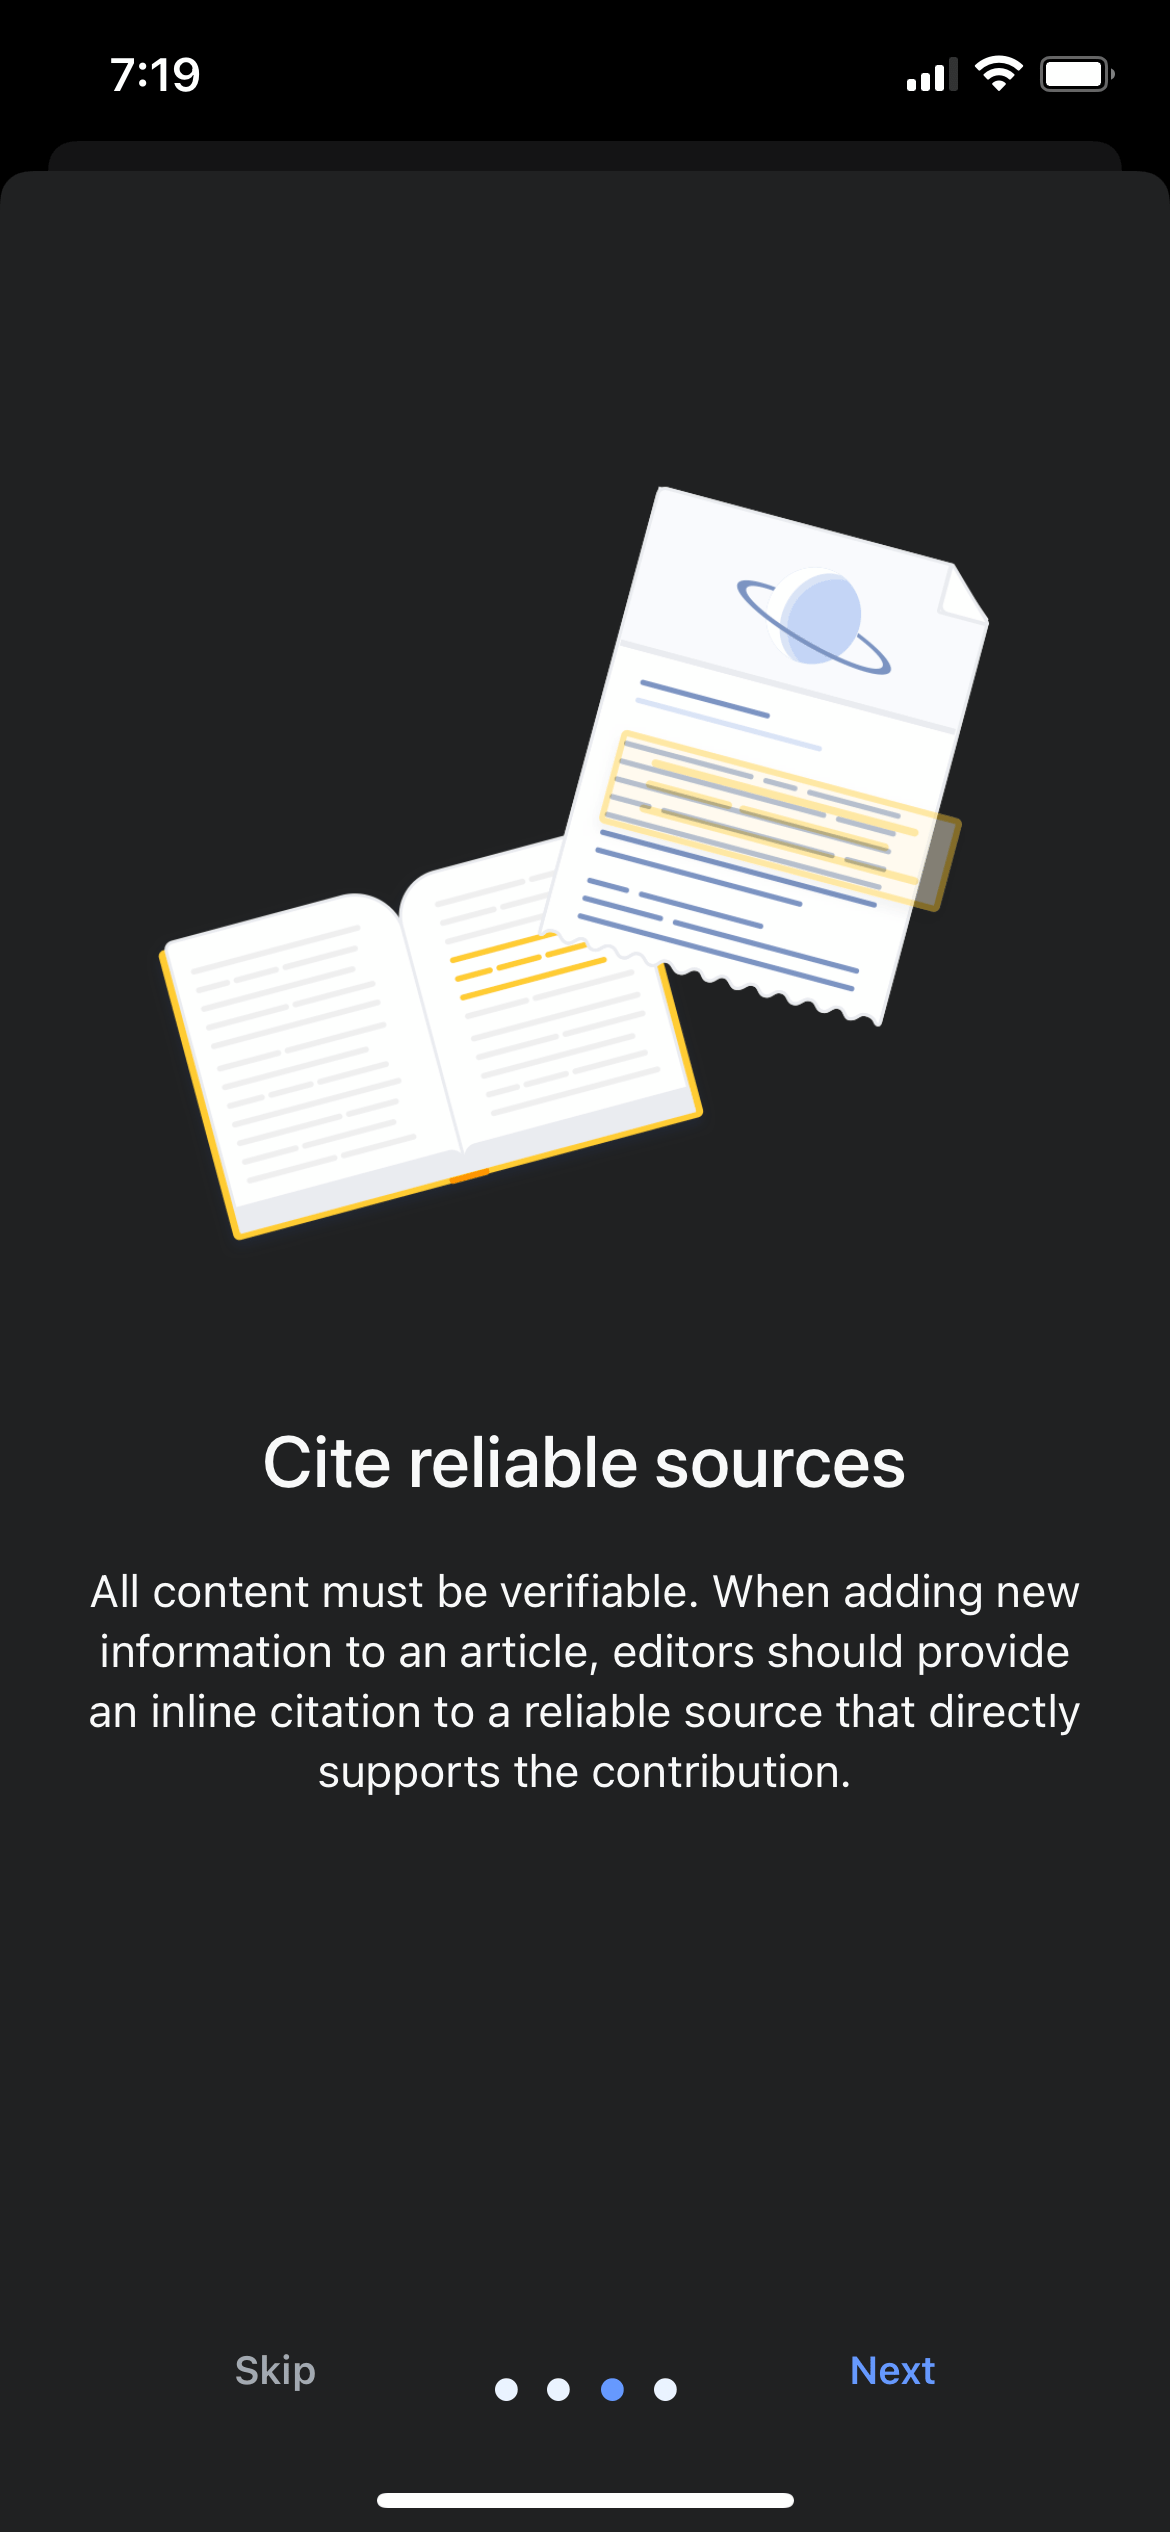 7:19
Cite reliable sources
All content must be verifiable. When adding new
information to an article, editors should provide
an inline citation to a reliable source that directly
supports the contribution.
Skip
Next